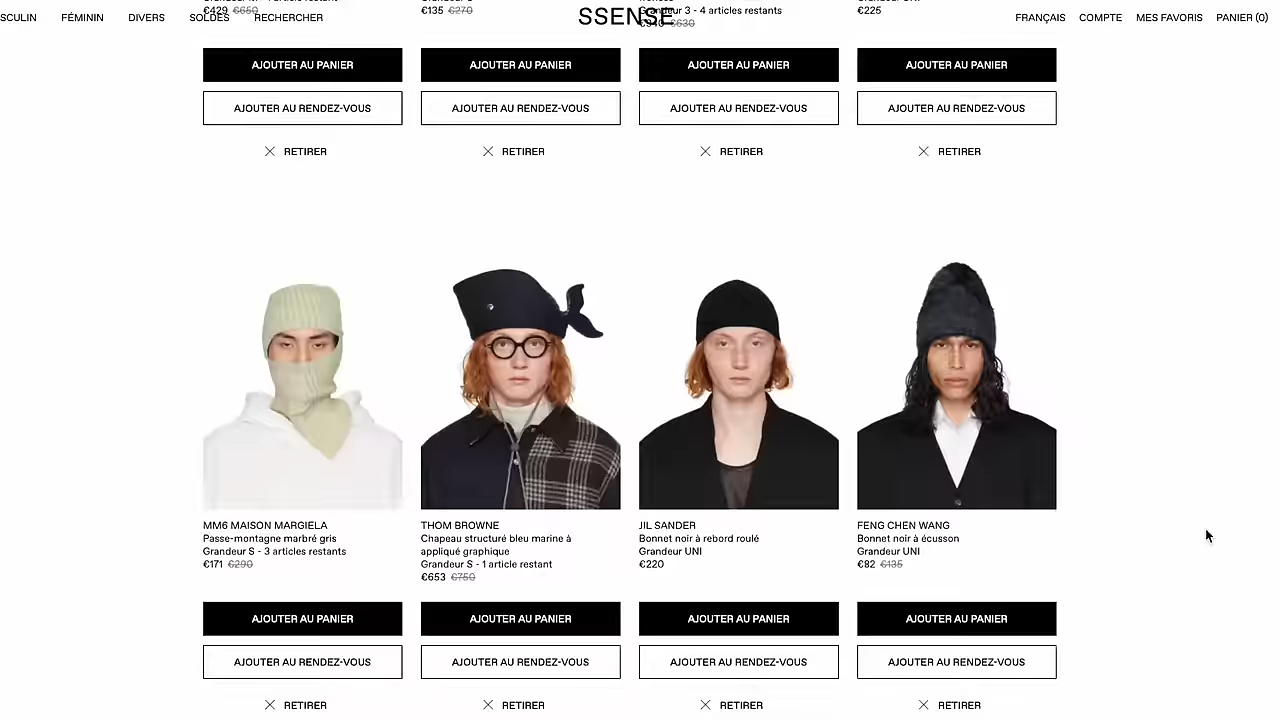 SCULIN FÉMININ DIVERS SOLDES RECHERCHER SSENSE FRANÇAIS COMPTE MES FAVORIS PANIER (0)
€429 €650
€135 €270
Grandeur 3 - 4 articles restants
€630
€225
AJOUTER AU PANIER AJOUTER AU PANIER AJOUTER AU PANIER AJOUTER AU PANIER
AJOUTER AU RENDEZ-VOUS AJOUTER AU RENDEZ-VOUS AJOUTER AU RENDEZ-VOUS AJOUTER AU RENDEZ-VOUS
RETIRER RETIRER RETIRER RETIRER
MM6 MAISON MARGIELA
Passe-montagne marbré gris
Grandeur S - 3 articles restants
€171 €290
THOM BROWNE
Chapeau structuré bleu marine à
appliqué graphique
Grandeur S - 1 article restant
€653 €750
JIL SANDER
Bonnet noir à rebord roulé
Grandeur UNI
€220
FENG CHEN WANG
Bonnet noir à écusson
Grandeur UNI
€82 €135
AJOUTER AU PANIER AJOUTER AU PANIER AJOUTER AU PANIER AJOUTER AU PANIER
AJOUTER AU RENDEZ-VOUS AJOUTER AU RENDEZ-VOUS AJOUTER AU RENDEZ-VOUS AJOUTER AU RENDEZ-VOUS
RETIRER RETIRER RETIRER RETIRER